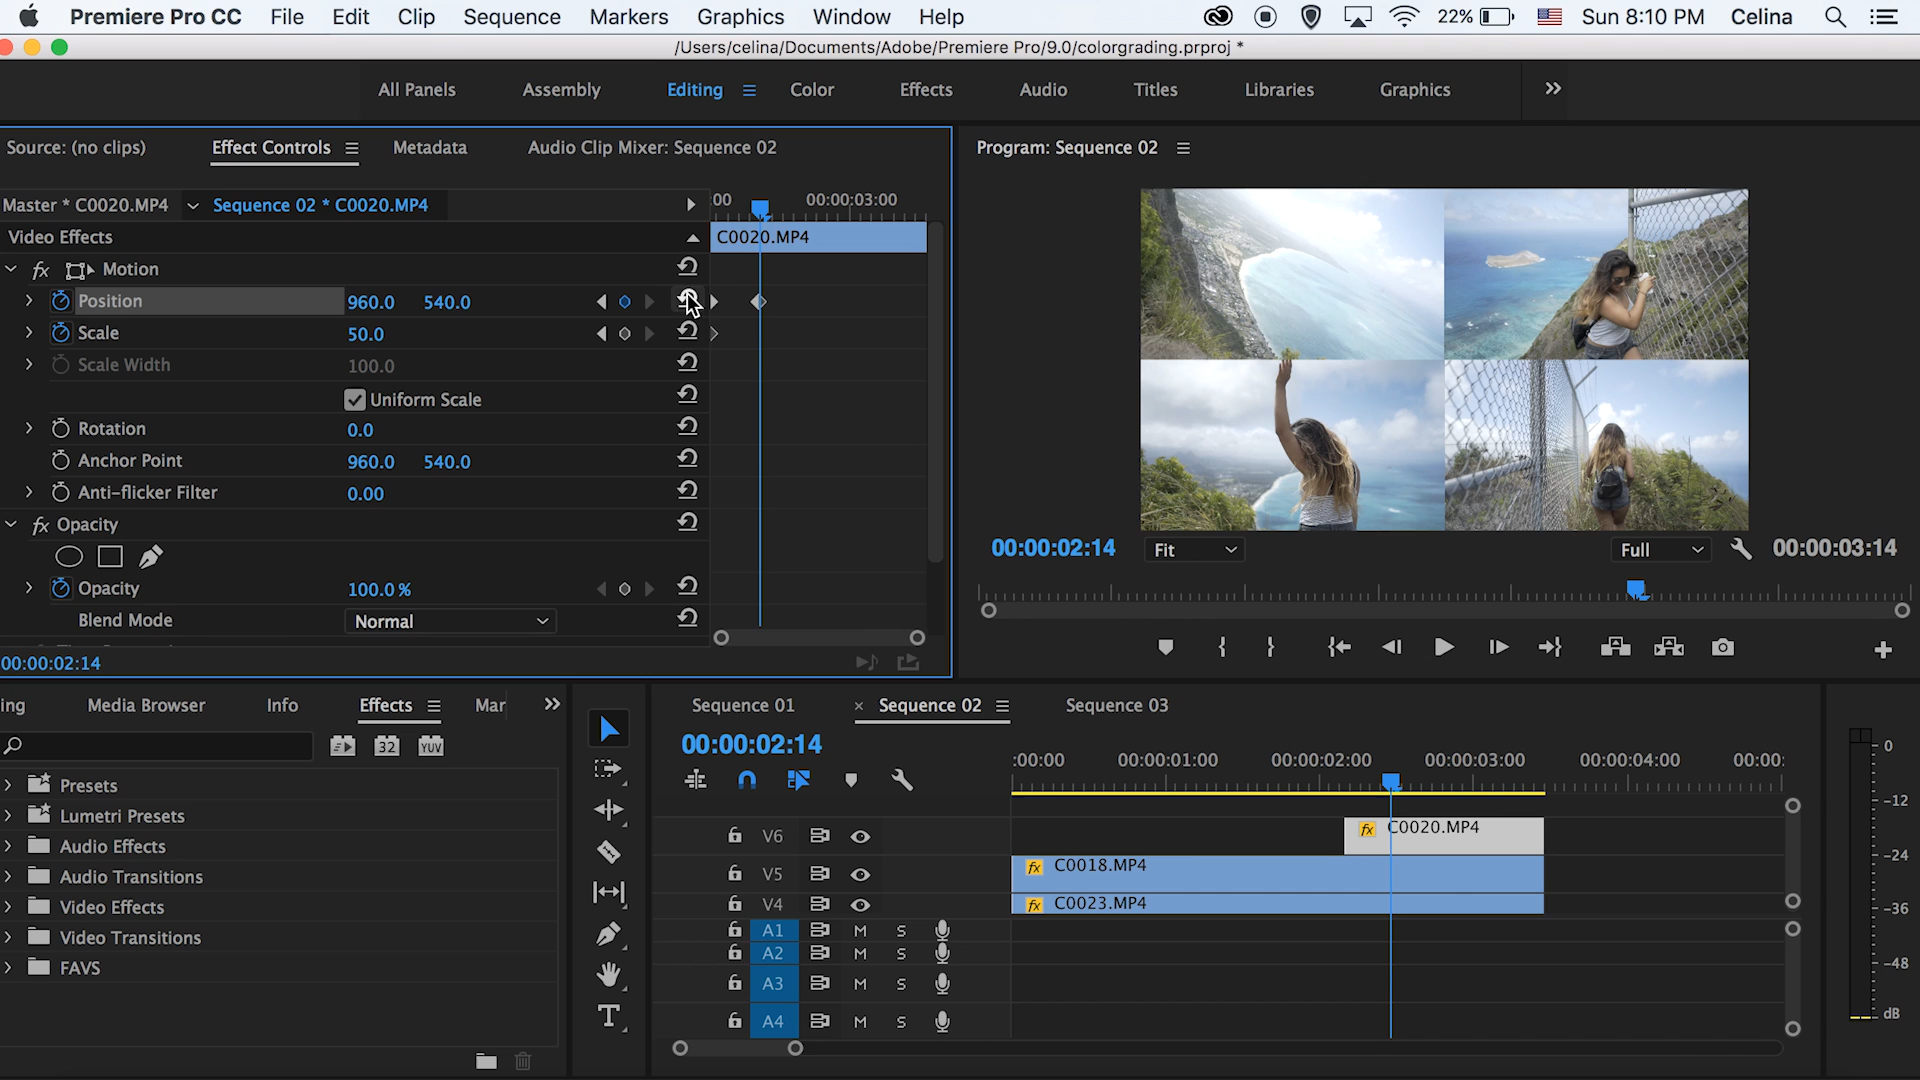 Premiere Pro CC File Edit Clip Sequence Markers Graphics Window Help 22% Sun 8:10 PM Celina
/Users/celina/Documents/Adobe/Premiere Pro/9.0/colorgrading.prproj *
All Panels Assembly Editing Color Effects Audio Titles Libraries Graphics
Source: (no clips) Effect Controls Metadata Audio Clip Mixer: Sequence 02
Master * C0020.MP4 Sequence 02 * C0020.MP4
:00 00:00:03:00
Video Effects
C0020.MP4
fx Motion
Position 960.0 540.0
Scale 50.0
Scale Width 100.0
Uniform Scale
Rotation 0.0
Anchor Point 960.0 540.0
Anti-flicker Filter 0.00
fx Opacity
Opacity 100.0 %
Blend Mode Normal
00:00:02:14
Program: Sequence 02
00:00:02:14 Fit Full 00:00:03:14
ing Media Browser Info Effects Mar
32 YUV
Presets
Lumetri Presets
Audio Effects
Audio Transitions
Video Effects
Video Transitions
FAVS
T
Sequence 01 × Sequence 02 Sequence 03
00:00:02:14
:00:00 00:00:01:00 00:00:02:00 00:00:03:00 00:00:04:00 00:00:
V6 fx C0020.MP4
V5 fx C0018.MP4
V4 fx C0023.MP4
A1 M S
A2 M S
A3 M S
A4 M S
0
-12
-24
-36
-48
dB